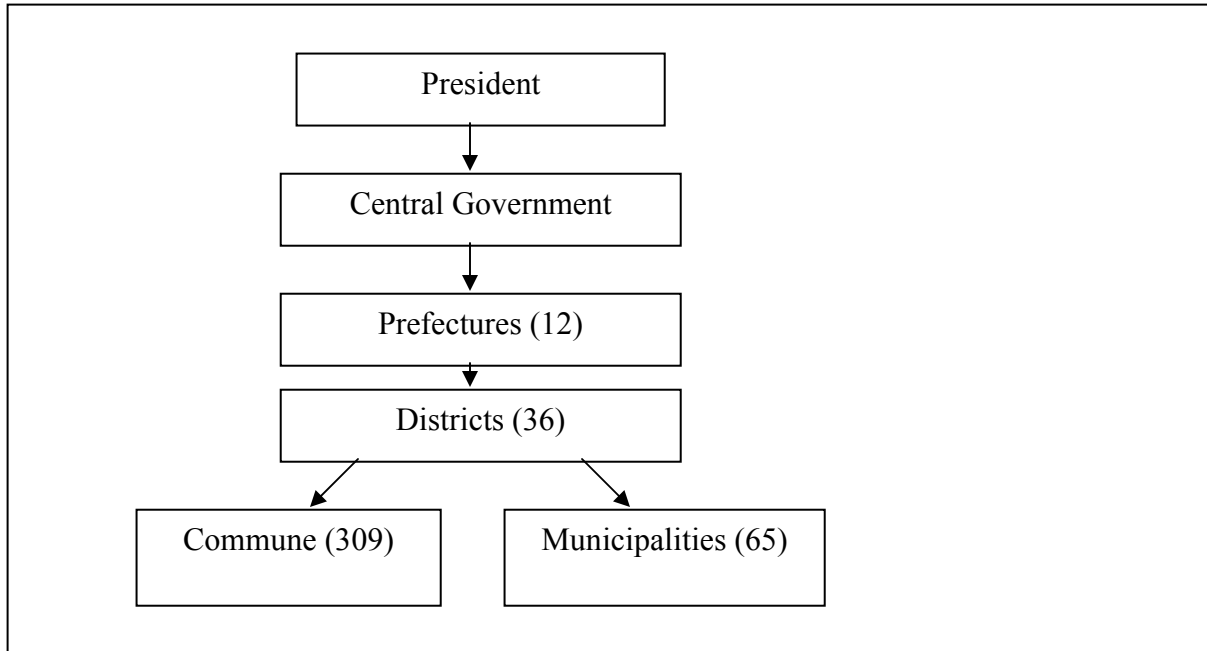 President
Central Government
Prefectures (12)
Districts (36)
Commune (309)
Municipalities (65)